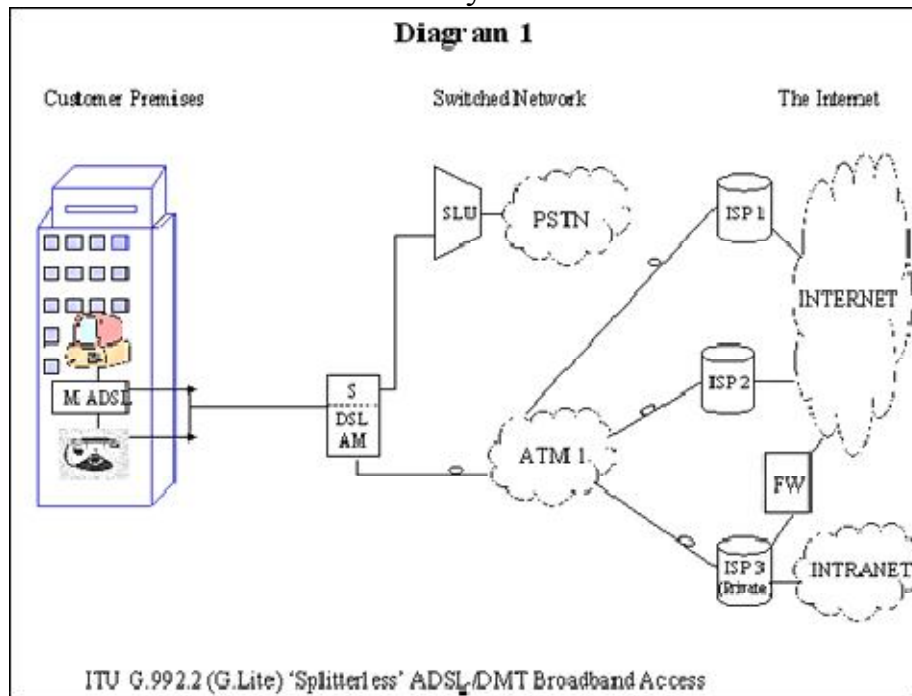 Diagram 1
Customer Premises
Switched Network
The Internet
SLU
PSTN
ISP 1
INTERNET
M ADSL
S
DSL
AM
ISP 2
ATM 1
FW
ISP 3
(Private
INTRANET
ITU G.992.2 (G.Lite) 'Splitterless' ADSL/DMT Broadband Access